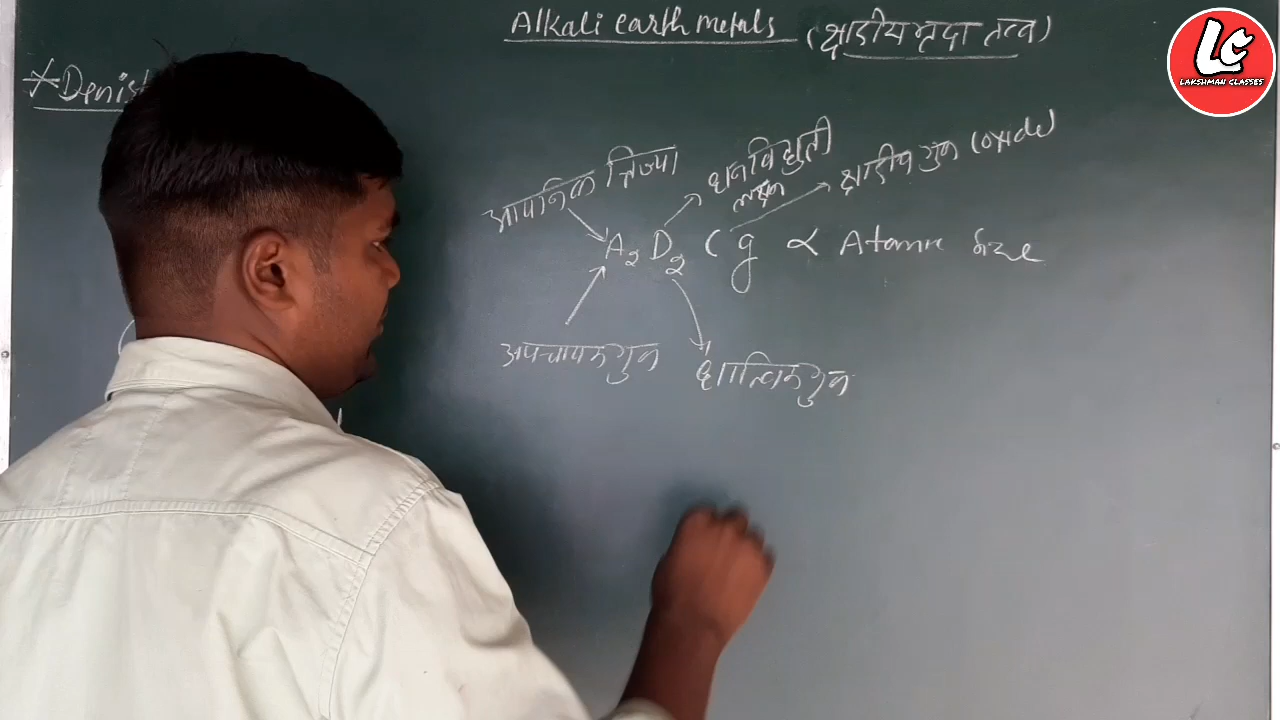 Alkali earth metals (क्षारीय मृदा तत्व)
LC
LAKSHMAN CLASSES
*Denist
आयनिक त्रिज्या
धनविद्युती
लक्षण
क्षारीय गुण (oxide)
A2 D2 (g ∝ Atomic Size
अपचायक गुण
धात्विक गुण